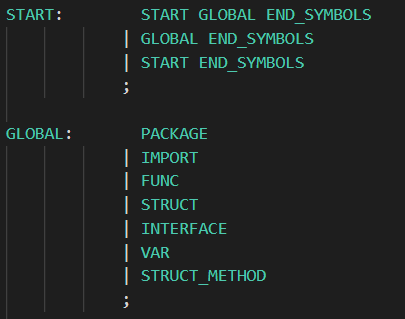 START: START GLOBAL END_SYMBOLS
| GLOBAL END_SYMBOLS
| START END_SYMBOLS
;
GLOBAL: PACKAGE
| IMPORT
| FUNC
| STRUCT
| INTERFACE
| VAR
| STRUCT_METHOD
;